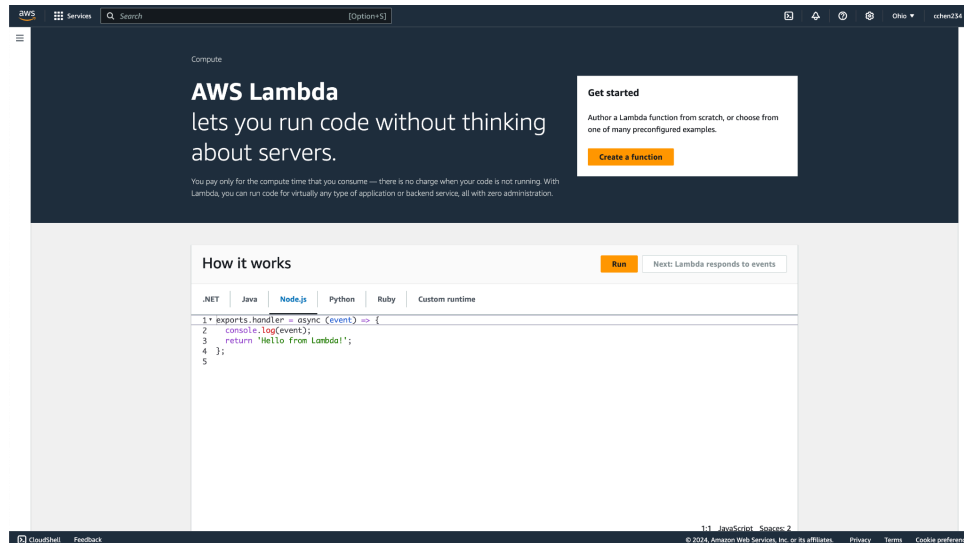 aws
Services
Search
[Option+S]
Ohio ▼
cchen234
Compute
AWS Lambda
lets you run code without thinking
about servers.
You pay only for the compute time that you consume — there is no charge when your code is not running. With
Lambda, you can run code for virtually any type of application or backend service, all with zero administration.
Get started
Author a Lambda function from scratch, or choose from
one of many preconfigured examples.
Create a function
How it works
Run
Next: Lambda responds to events
.NET
Java
Node.js
Python
Ruby
Custom runtime
1 exports.handler = async (event) => {
2 console.log(event);
3 return 'Hello from Lambda!';
4 };
5
1:1 JavaScript Spaces: 2
CloudShell
Feedback
© 2024, Amazon Web Services, Inc. or its affiliates.
Privacy
Terms
Cookie preferenc